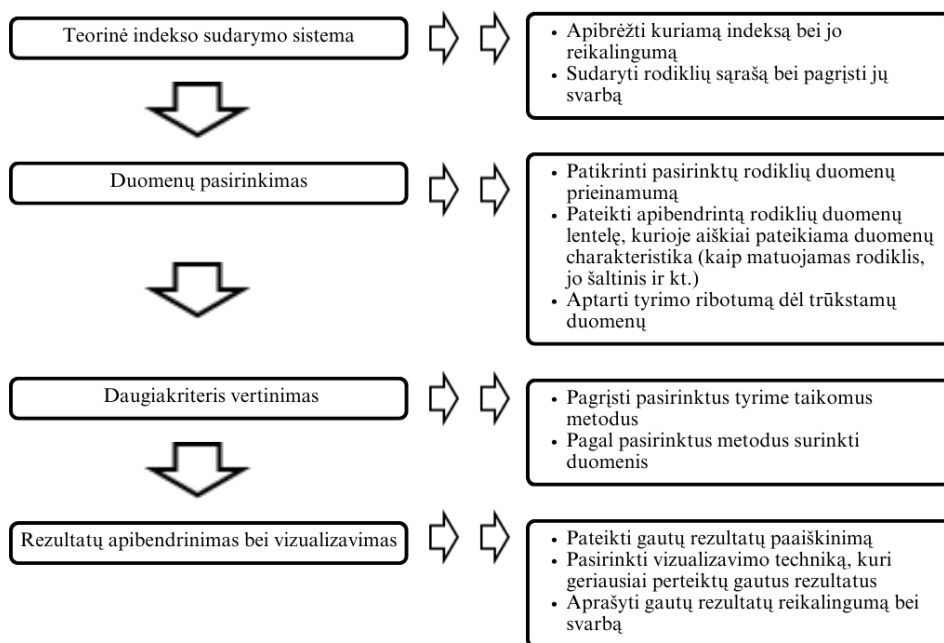 Teorinė indekso sudarymo sistema
• Apibrėžti kuriamą indeksą bei jo
reikalingumą
• Sudaryti rodiklių sąrašą bei pagrįsti jų
svarbą
Duomenų pasirinkimas
• Patikrinti pasirinktų rodiklių duomenų
prieinamumą
• Pateikti apibendrintą rodiklių duomenų
lentelę, kurioje aiškiai pateikiama duomenų
charakteristika (kaip matuojamas rodiklis,
jo šaltinis ir kt.)
• Aptarti tyrimo ribotumą dėl trūkstamų
duomenų
Daugiakriteris vertinimas
• Pagrįsti pasirinktus tyrime taikomus
metodus
• Pagal pasirinktus metodus surinkti
duomenis
Rezultatų apibendrinimas bei vizualizavimas
• Pateikti gautų rezultatų paaiškinimą
• Pasirinkti vizualizavimo techniką, kuri
geriausiai perteiktų gautus rezultatus
• Aprašyti gautų rezultatų reikalingumą bei
svarbą